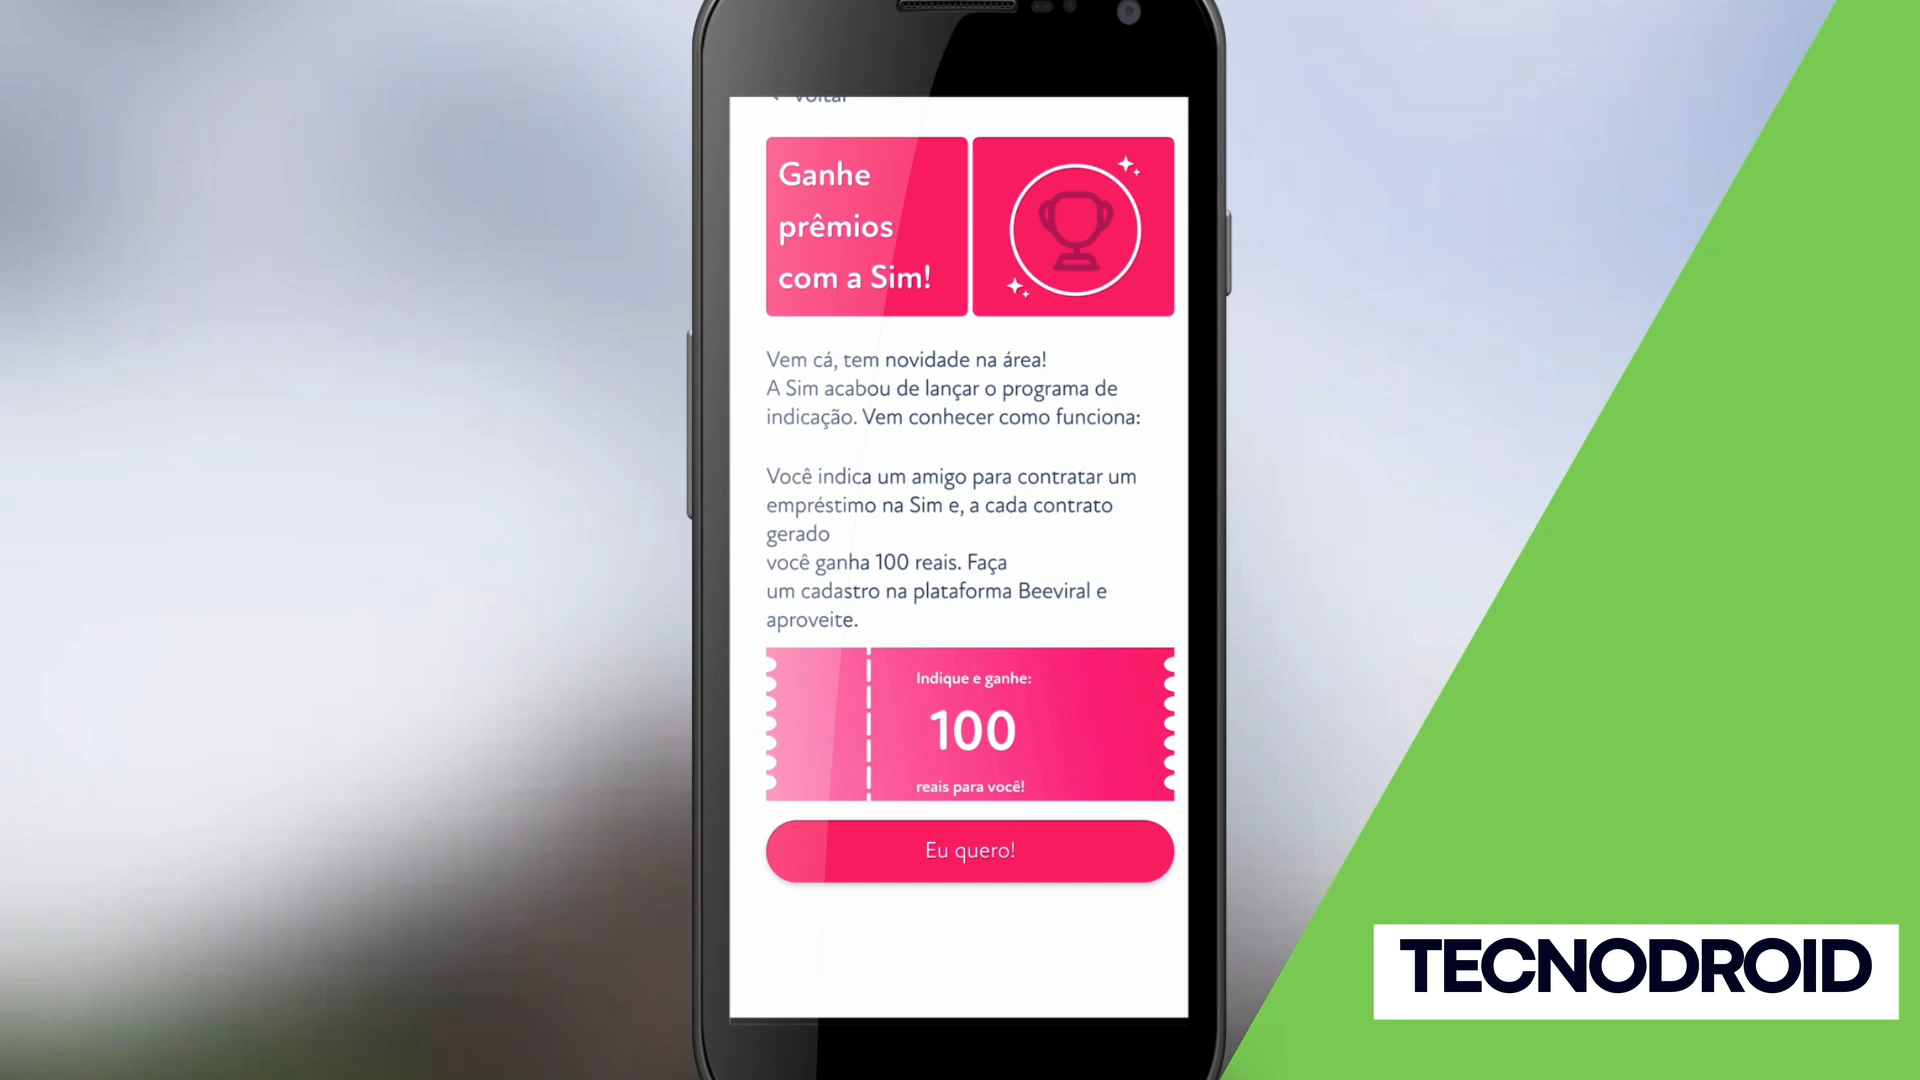 Voltar
Ganhe
prêmios
com a Sim!
Vem cá, tem novidade na área!
A Sim acabou de lançar o programa de
indicação. Vem conhecer como funciona:
Você indica um amigo para contratar um
empréstimo na Sim e, a cada contrato
gerado
você ganha 100 reais. Faça
um cadastro na plataforma Beeviral e
aproveite.
Indique e ganhe:
100
reais para você!
Eu quero!
TECNODROID